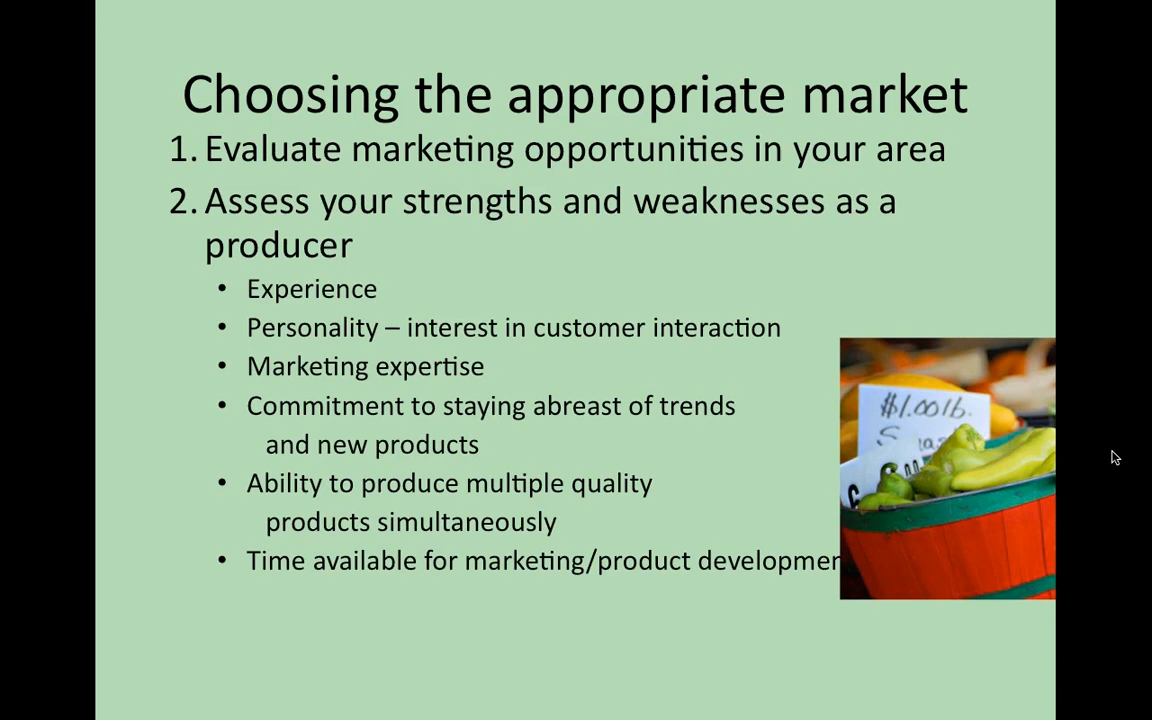 Choosing the appropriate market
1. Evaluate marketing opportunities in your area
2. Assess your strengths and weaknesses as a
producer
• Experience
• Personality – interest in customer interaction
• Marketing expertise
• Commitment to staying abreast of trends
and new products
• Ability to produce multiple quality
products simultaneously
• Time available for marketing/product developmen
$1.00 lb.